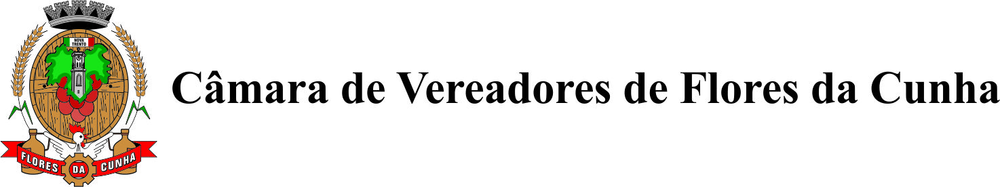 NOVA
TRENTO
Câmara de Vereadores de Flores da Cunha
FLORES DA CUNHA